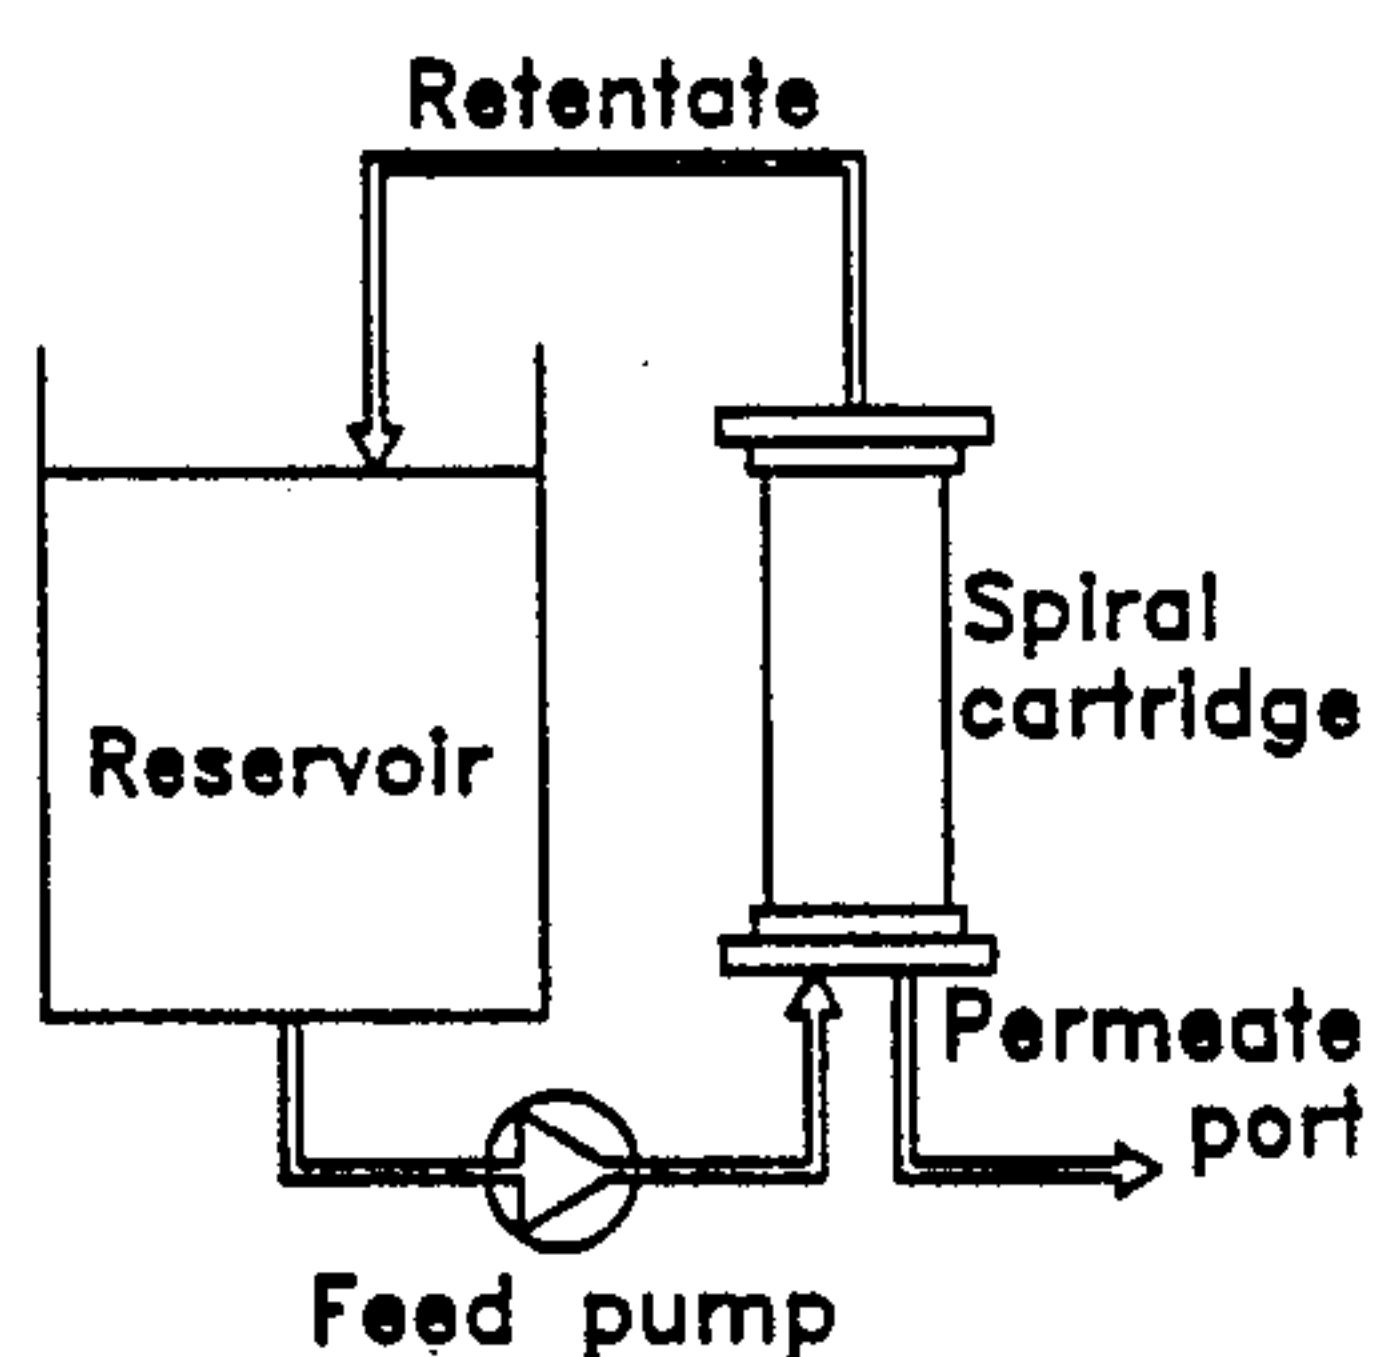 Retentate
Spiral
cartridge
Reservoir
Permeate
port
Feed pump